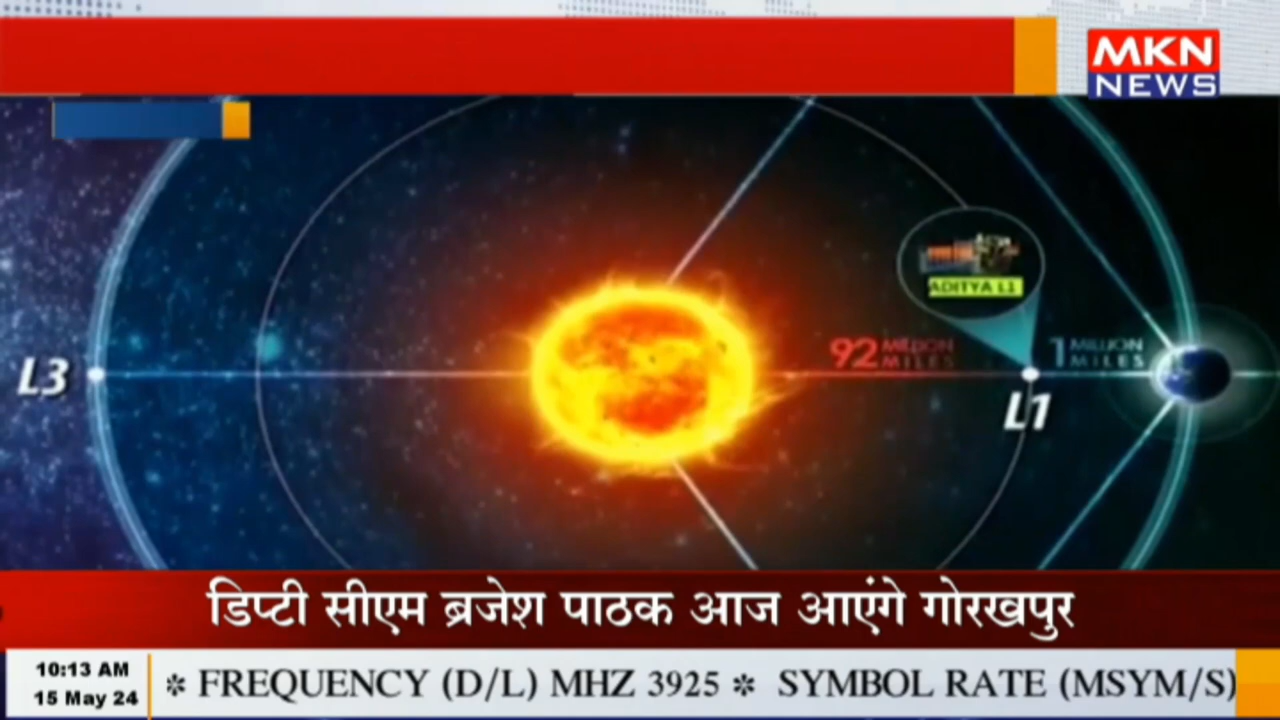 MKN
NEWS
ADITYA L1
92 MILLION MILES
1 MILLION MILES
L3
L1
डिप्टी सीएम ब्रजेश पाठक आज आएंगे गोरखपुर
10:13 AM
15 May 24
* FREQUENCY (D/L) MHZ 3925 * SYMBOL RATE (MSYM/S)